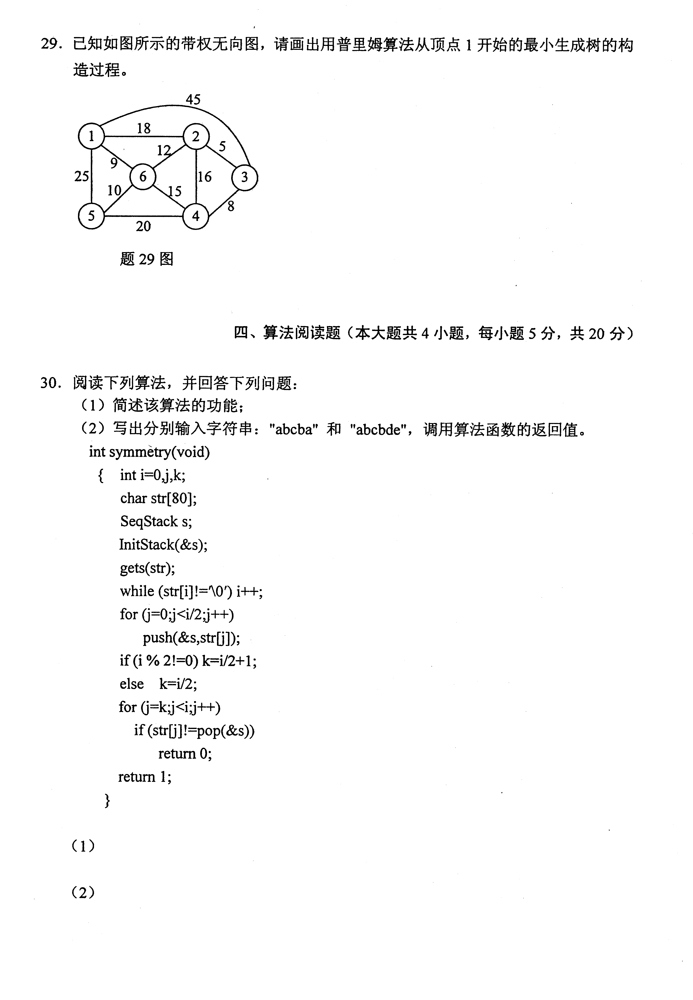 29. 已知如图所示的带权无向图，请画出用普里姆算法从顶点 1 开始的最小生成树的构
造过程。
45
1
18
2
12
5
9
25
6
16
3
10
15
8
5
4
20
题 29 图
四、算法阅读题（本大题共 4 小题，每小题 5 分，共 20 分）
30. 阅读下列算法，并回答下列问题：
（1）简述该算法的功能；
（2）写出分别输入字符串："abcba" 和 "abcbde"，调用算法函数的返回值。
int symmetry(void)
{ int i=0,j,k;
char str[80];
SeqStack s;
InitStack(&s);
gets(str);
while (str[i]!='\0') i++;
for (j=0;j<i/2;j++)
push(&s,str[j]);
if (i % 2!=0) k=i/2+1;
else k=i/2;
for (j=k;j<i;j++)
if (str[j]!=pop(&s))
return 0;
return 1;
}
（1）
（2）